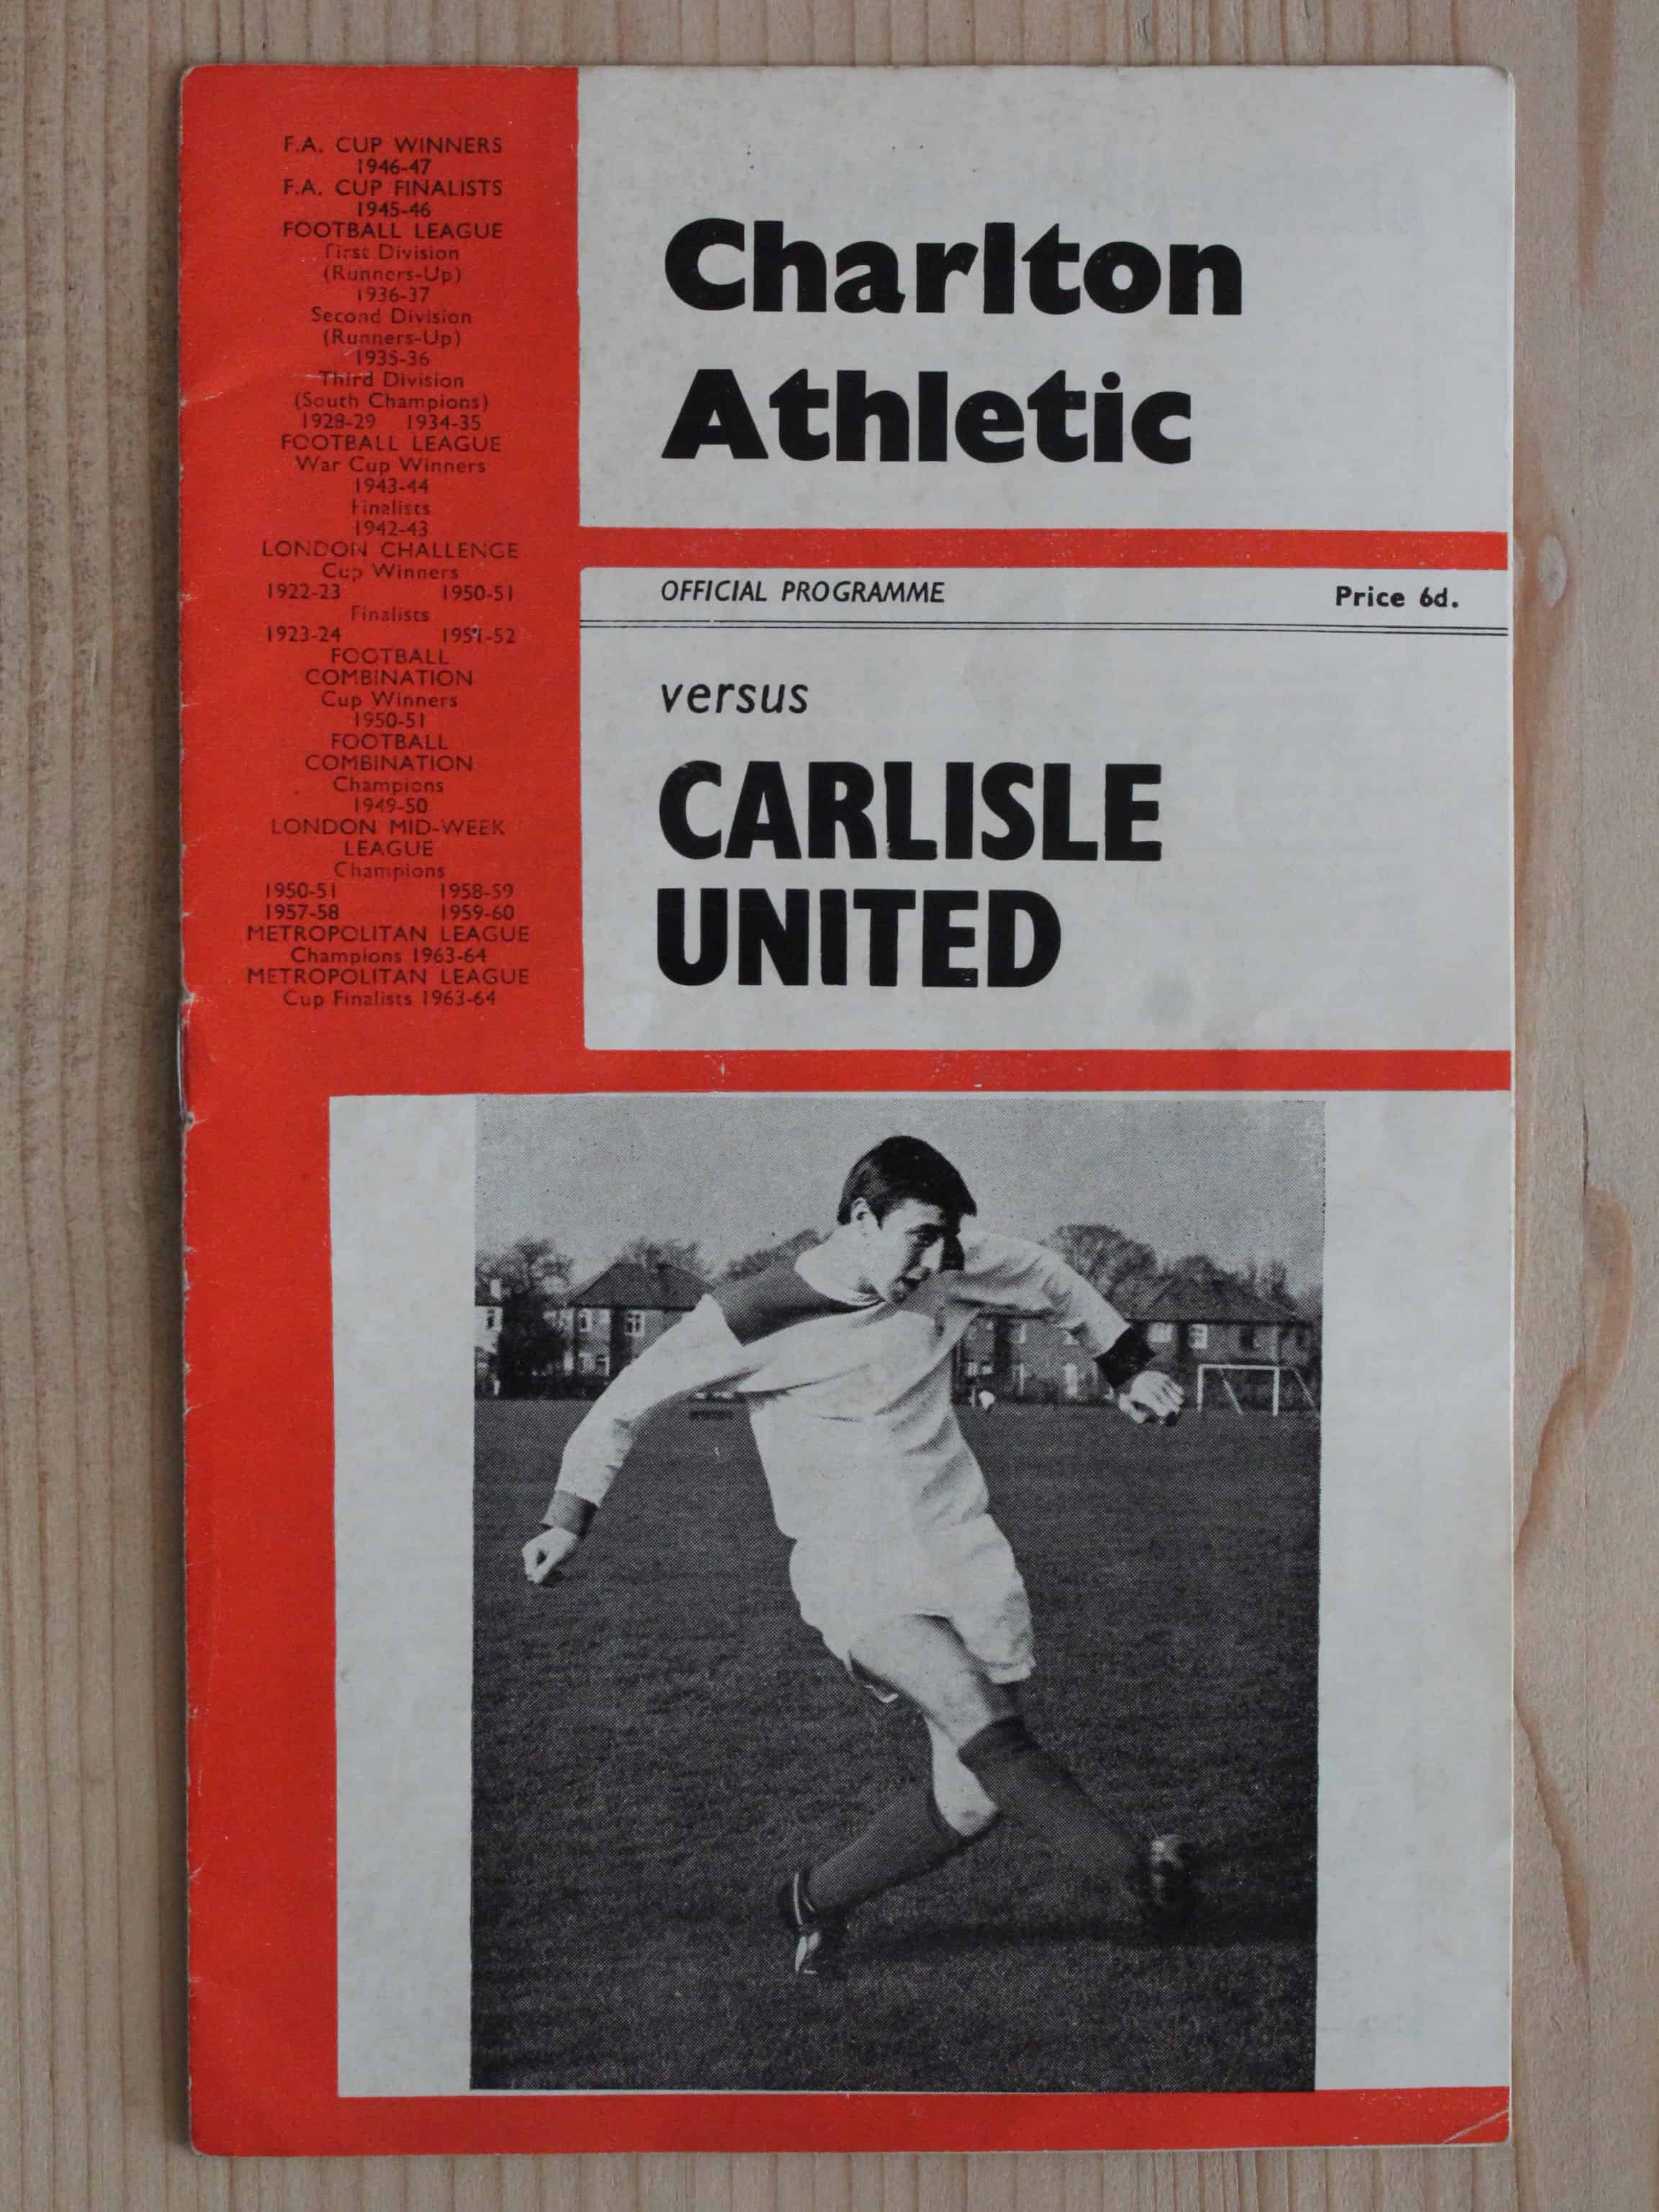 F.A. CUP WINNERS
1946-47
F.A. CUP FINALISTS
1945-46
FOOTBALL LEAGUE
First Division
(Runners-Up)
1936-37
Second Division
(Runners-Up)
1935-36
Third Division
(South Champions)
1928-29 1934-35
FOOTBALL LEAGUE
War Cup Winners
1943-44
Finalists
1942-43
LONDON CHALLENGE
Cup Winners
1922-23 1950-51
Finalists
1923-24 1951-52
FOOTBALL
COMBINATION
Cup Winners
1950-51
FOOTBALL
COMBINATION
Champions
1949-50
LONDON MID-WEEK
LEAGUE
Champions
1950-51 1958-59
1957-58 1959-60
METROPOLITAN LEAGUE
Champions 1963-64
METROPOLITAN LEAGUE
Cup Finalists 1963-64
Charlton
Athletic
OFFICIAL PROGRAMME Price 6d.
versus
CARLISLE
UNITED